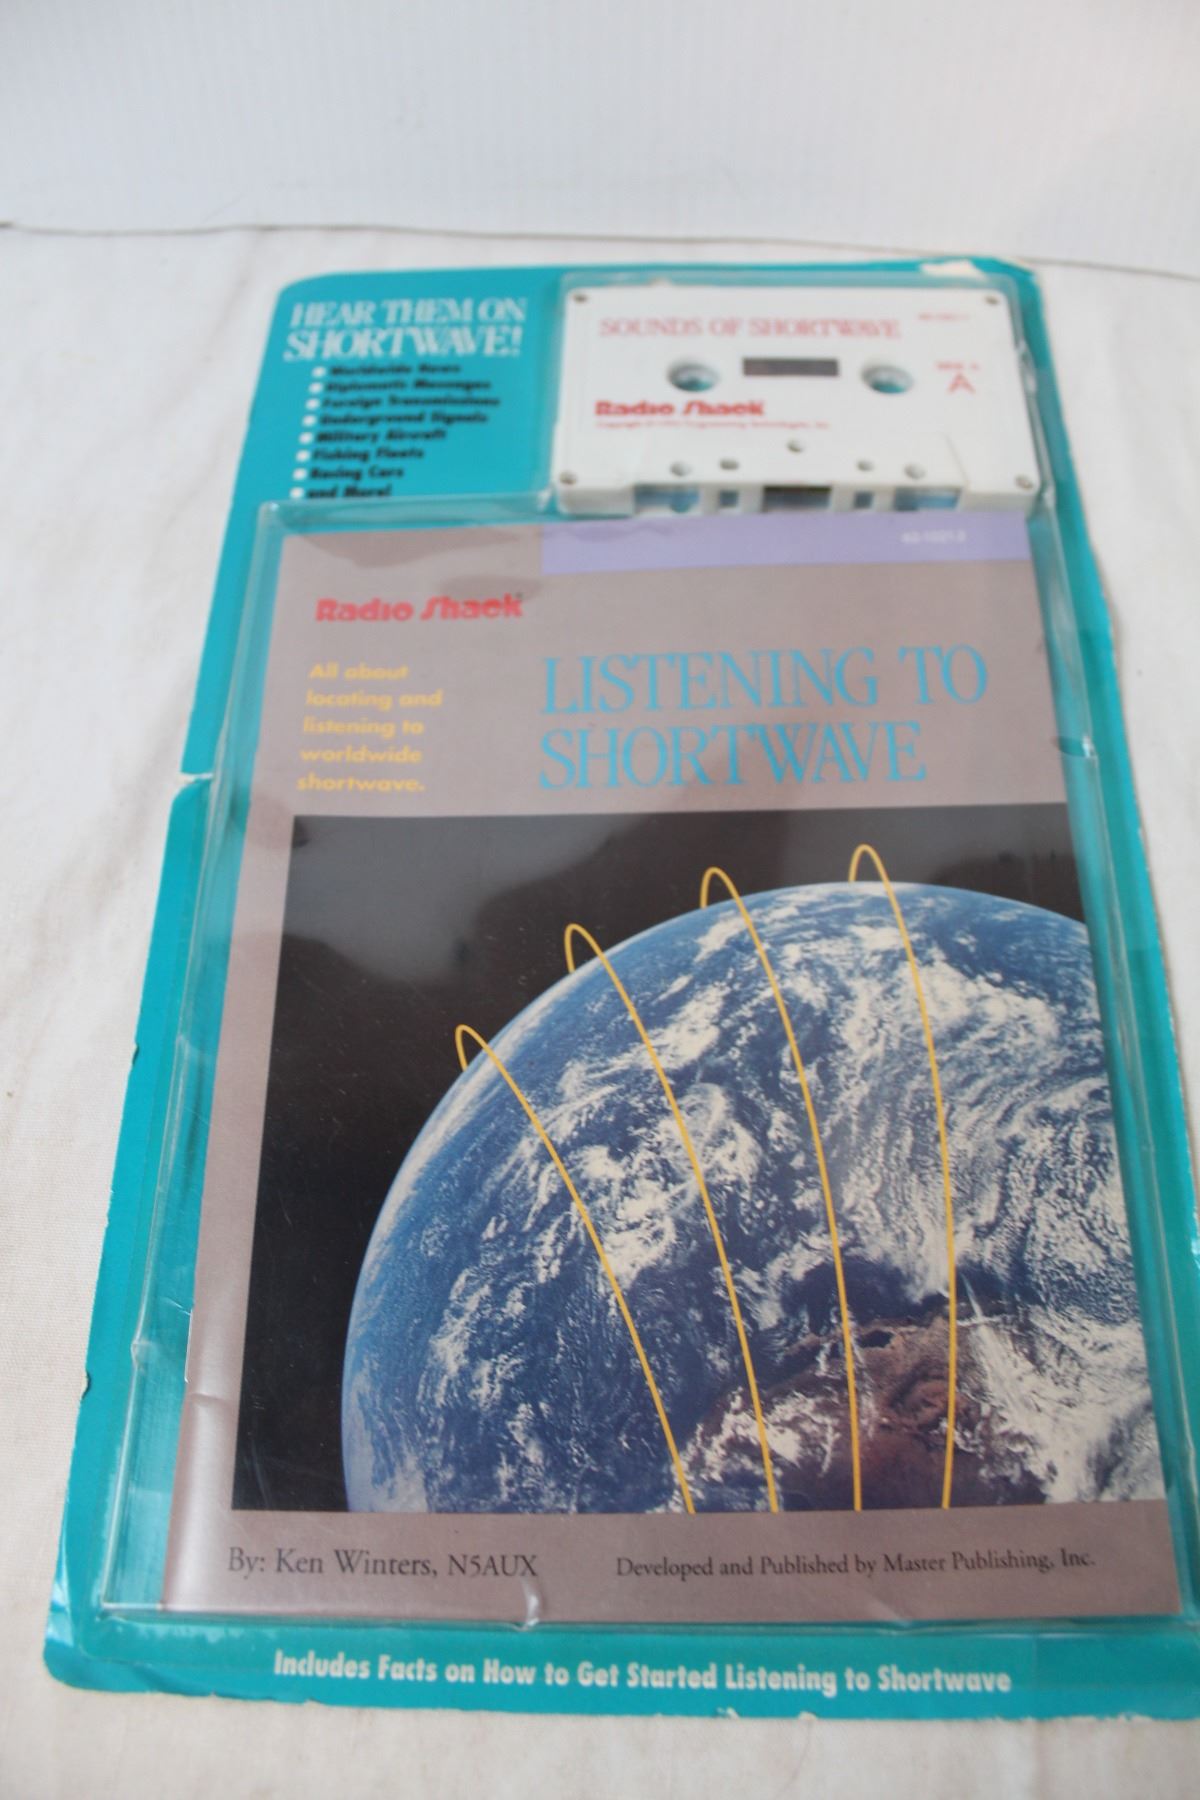 HEAR THEM ON
SHORTWAVE!
Worldwide News
Diplomatic Messages
Foreign Transmissions
Underground Signals
Military Aircraft
Fishing Fleets
Racing Cars
and More!
SOUNDS OF SHORTWAVE
SIDE A
A
Radio Shack
Radio Shack
All about
locating and
listening to
worldwide
shortwave.
LISTENING TO
SHORTWAVE
By: Ken Winters, N5AUX
Developed and Published by Master Publishing, Inc.
Includes Facts on How to Get Started Listening to Shortwave